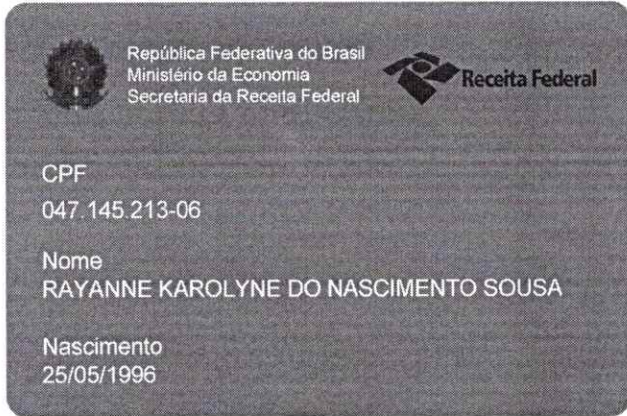 República Federativa do Brasil
Ministério da Economia
Secretaria da Receita Federal
Receita Federal
CPF
047.145.213-06
Nome
RAYANNE KAROLYNE DO NASCIMENTO SOUSA
Nascimento
25/05/1996